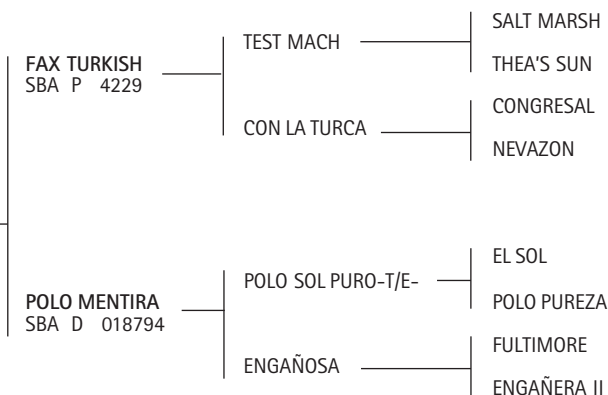 FAX TURKISH
SBA P 4229
TEST MACH
SALT MARSH
THEA'S SUN
CON LA TURCA
CONGRESAL
NEVAZON
POLO MENTIRA
SBA D 018794
POLO SOL PURO-T/E-
EL SOL
POLO PUREZA
ENGAÑOSA
FULTIMORE
ENGAÑERA II